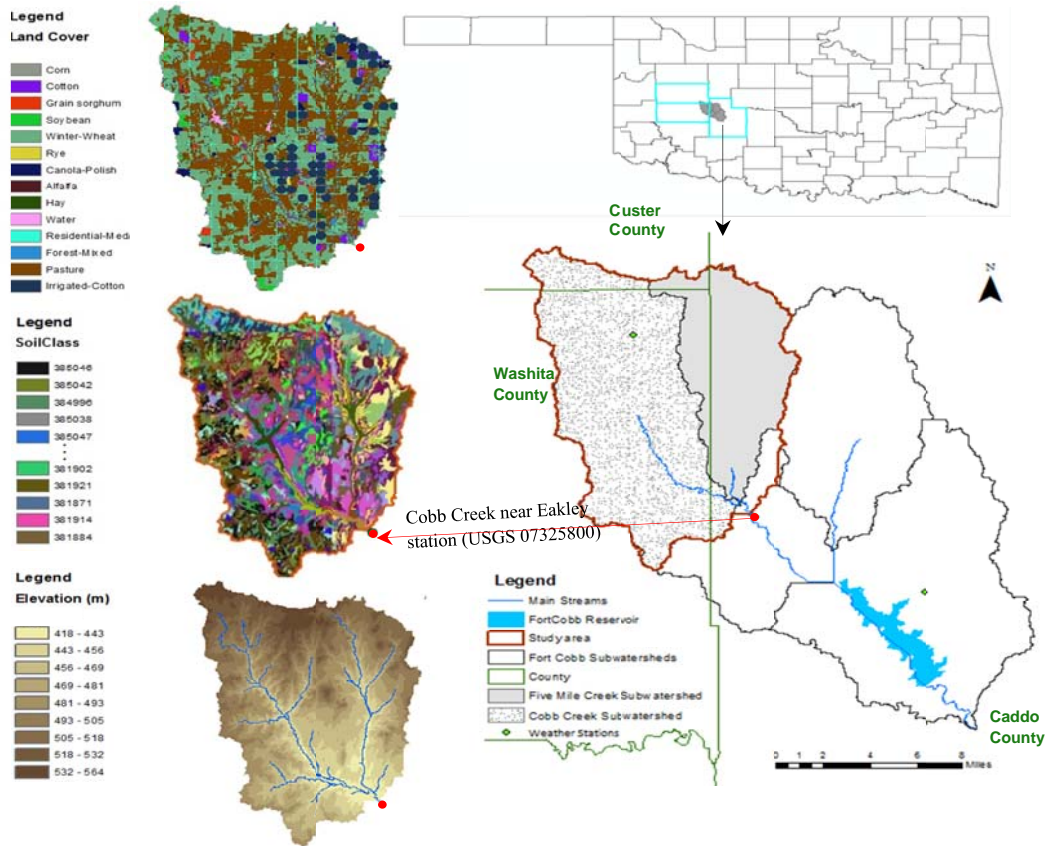 Legend
Land Cover
Corn
Cotton
Grain sorghum
Soybean
Winter-Wheat
Rye
Canola-Polish
Alfalfa
Hay
Water
Residential-Medi
Forest-Mixed
Pasture
Irrigated-Cotton
Legend
SoilClass
385046
385042
384996
385038
385047
381902
381921
381871
381914
381884
Legend
Elevation (m)
418 - 443
443 - 456
456 - 469
469 - 481
481 - 493
493 - 505
505 - 518
518 - 532
532 - 564
Custer
County
N
Washita
County
Cobb Creek near Eakley
station (USGS 07325800)
Legend
Main Streams
FortCobb Reservoir
Studyarea
Fort Cobb Subwatersheds
County
Five Mile Creek Subwatershed
Cobb Creek Subwatershed
Weather Stations
Caddo
County
0 1 2 4 6 8
Miles